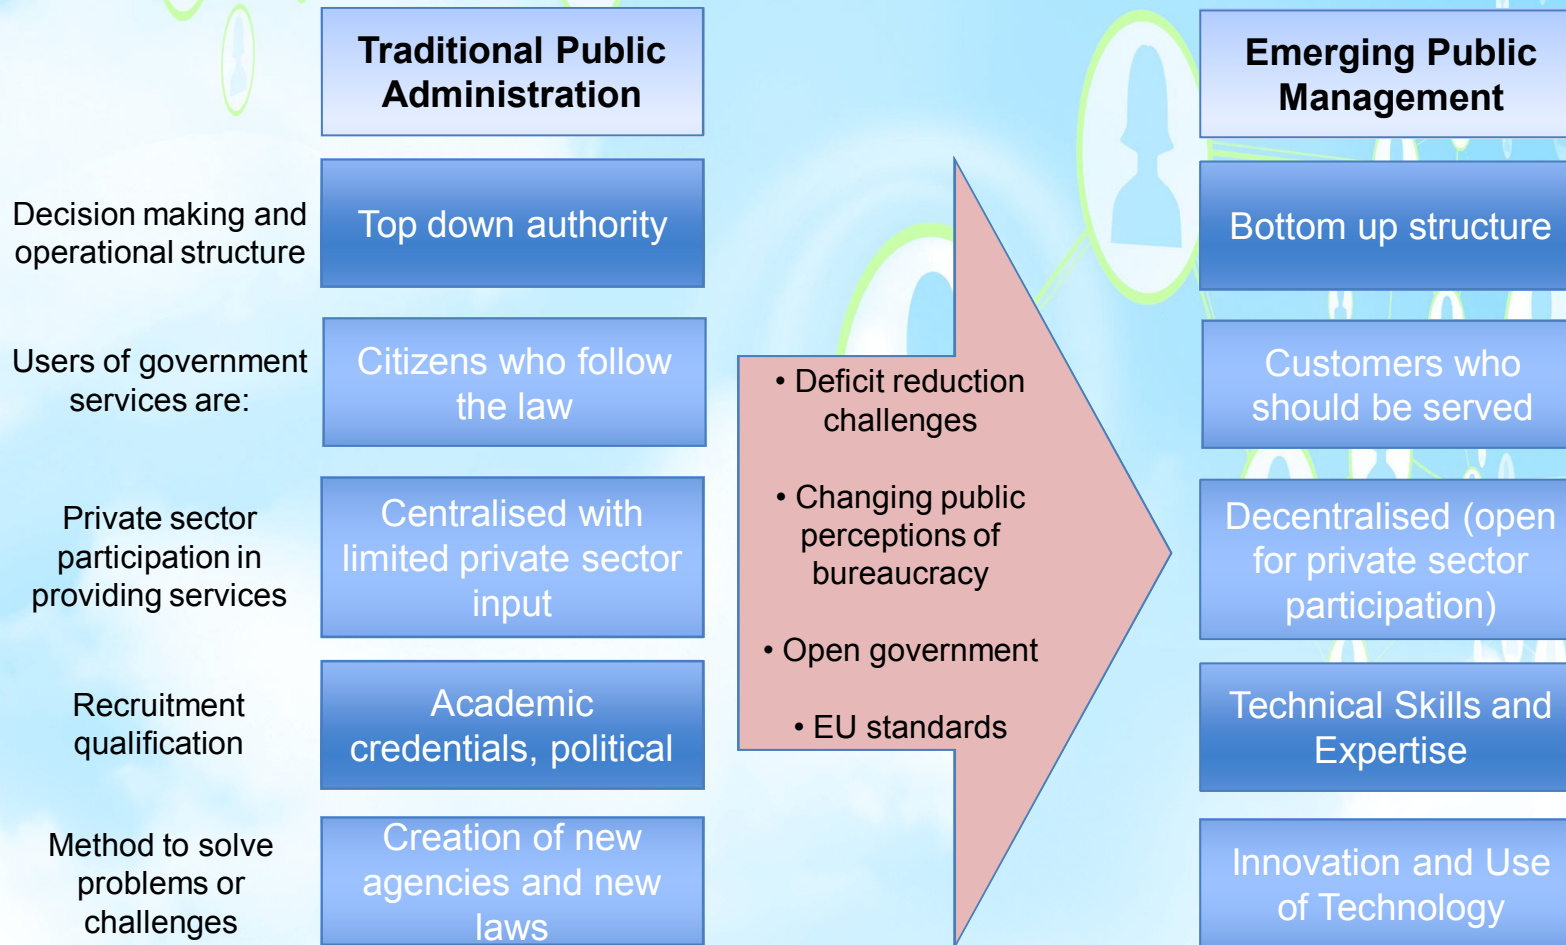 Traditional Public
Administration
Emerging Public
Management
Decision making and
operational structure
Top down authority
Bottom up structure
Users of government
services are:
Citizens who follow
the law
Customers who
should be served
• Deficit reduction
challenges
• Changing public
perceptions of
bureaucracy
• Open government
• EU standards
Private sector
participation in
providing services
Centralised with
limited private sector
input
Decentralised (open
for private sector
participation)
Recruitment
qualification
Academic
credentials, political
Technical Skills and
Expertise
Method to solve
problems or
challenges
Creation of new
agencies and new
laws
Innovation and Use
of Technology